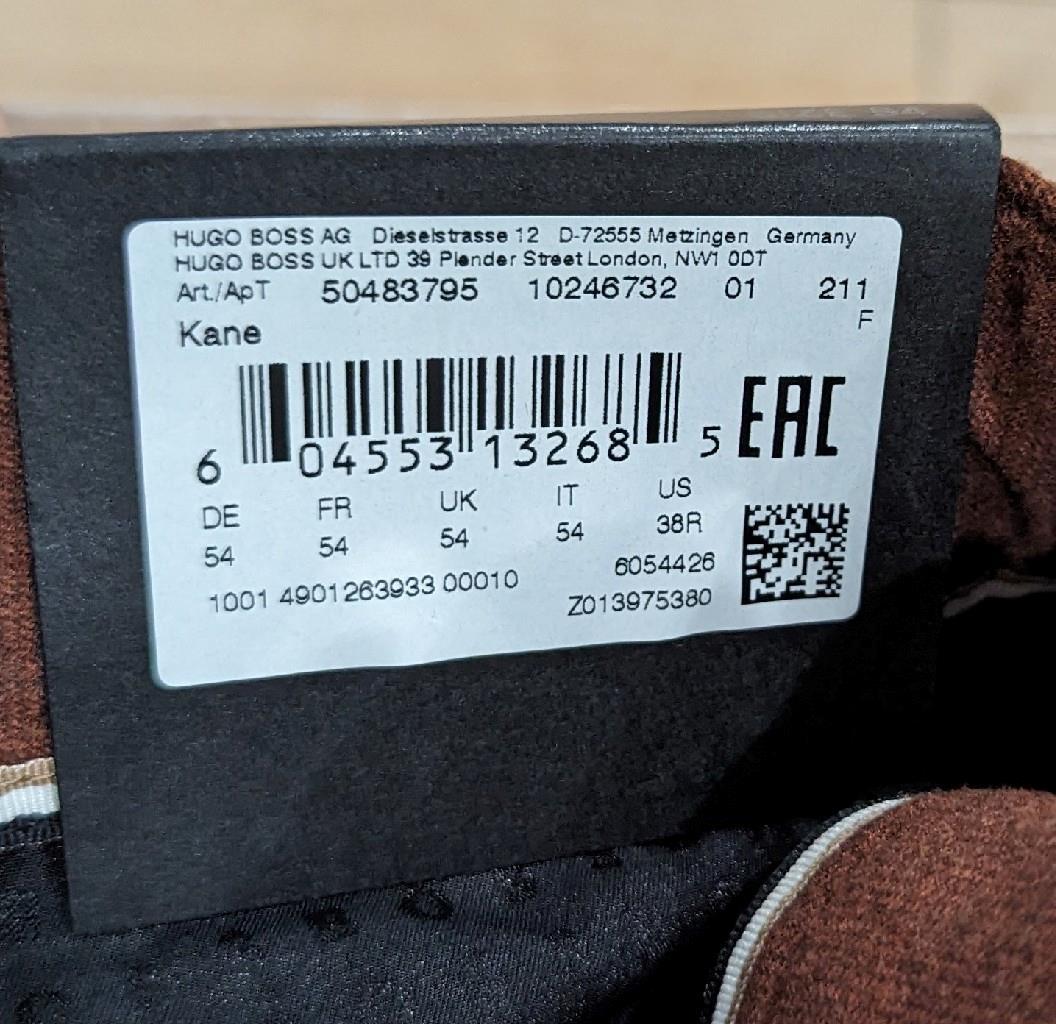 HUGO BOSS AG Dieselstrasse 12 D-72555 Metzingen Germany
HUGO BOSS UK LTD 39 Plender Street London, NW1 0DT
Art./ApT 50483795 10246732 01 211
F
Kane
6 04553 13268 5
EAC
DE FR UK IT US
54 54 54 54 38R
6054426
1001 4901263933 00010
Z013975380